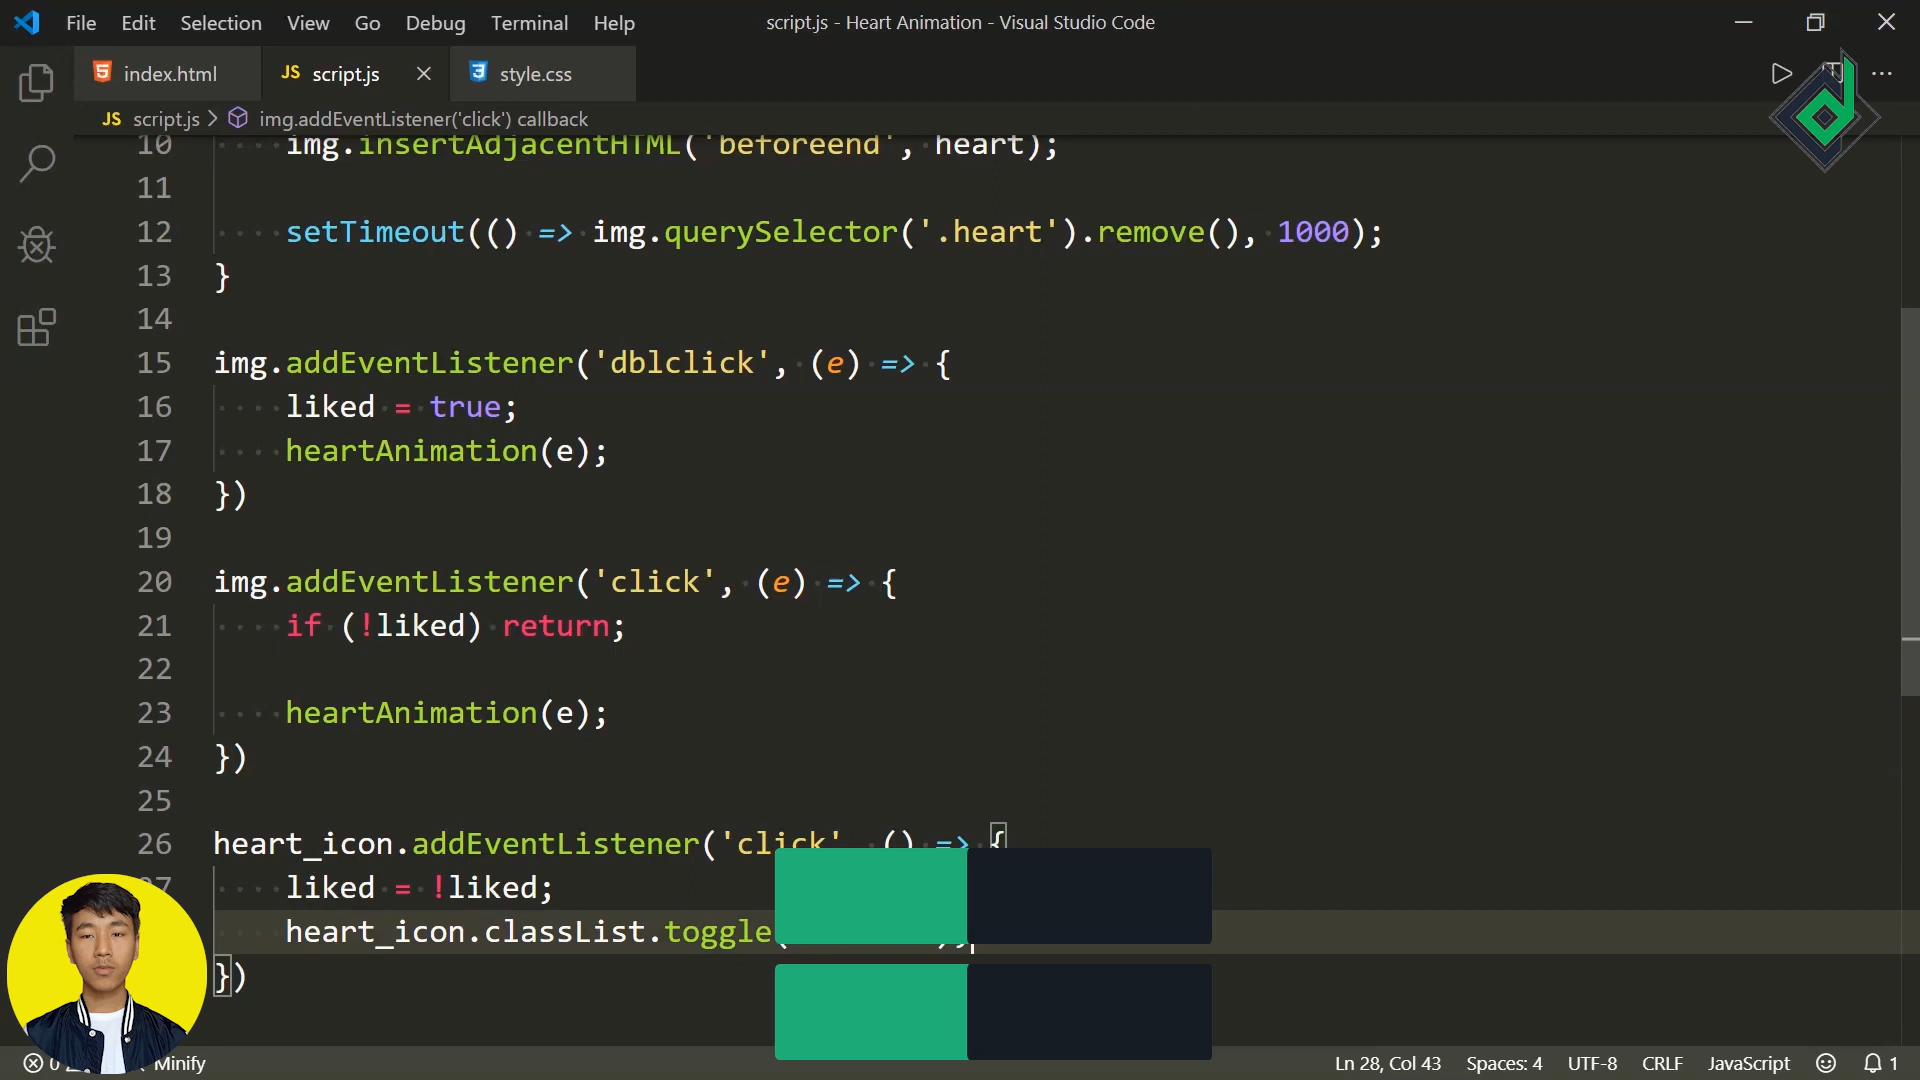 File Edit Selection View Go Debug Terminal Help script.js - Heart Animation - Visual Studio Code
index.html JS script.js style.css
JS script.js > img.addEventListener('click') callback
10 img.insertAdjacentHTML('beforeend', heart);
11
12 setTimeout(() => img.querySelector('.heart').remove(), 1000);
13 }
14
15 img.addEventListener('dblclick', (e) => {
16 liked = true;
17 heartAnimation(e);
18 })
19
20 img.addEventListener('click', (e) => {
21 if (!liked) return;
22
23 heartAnimation(e);
24 })
25
26 heart_icon.addEventListener('click', () => {
27 liked = !liked;
heart_icon.classList.toggle(
})
0 Minify Ln 28, Col 43 Spaces: 4 UTF-8 CRLF JavaScript 1